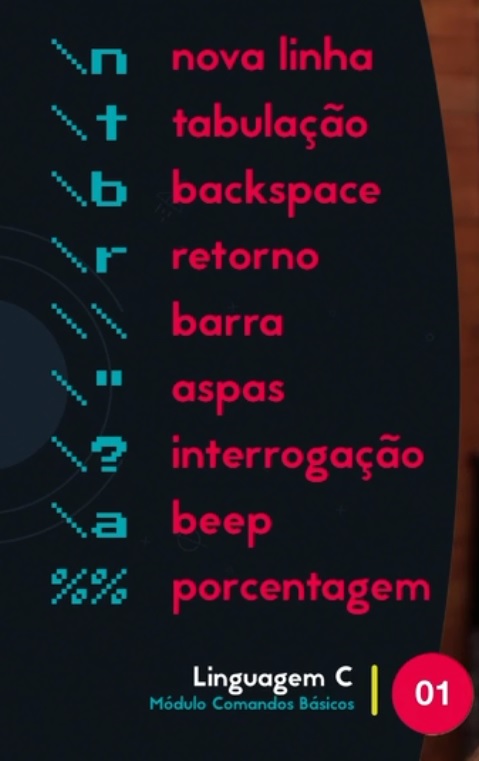 \n nova linha
\t tabulação
\b backspace
\r retorno
\\ barra
\" aspas
\? interrogação
\a beep
%% porcentagem
Linguagem C
Módulo Comandos Básicos
01